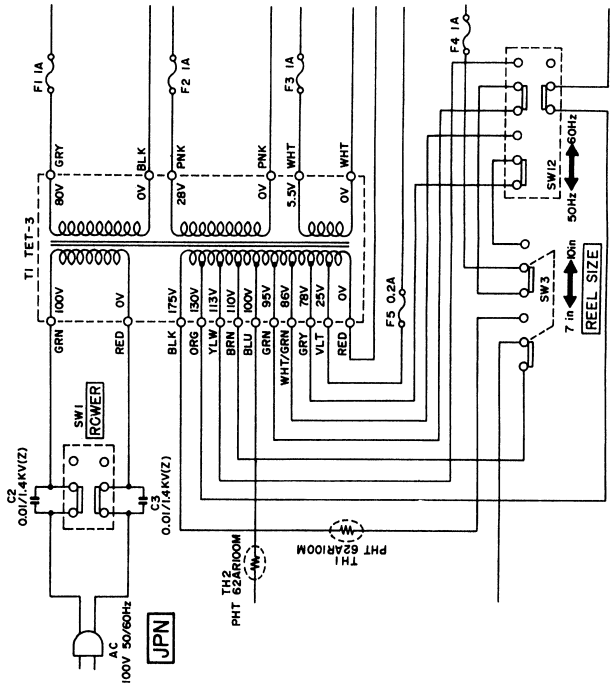 F1 1A
F2 1A
F3 1A
F4 1A
T1 TET-3
GRY
80V
BLK
0V
PNK
28V
PNK
0V
WHT
5.5V
WHT
0V
100V
GRN
0V
RED
175V
BLK
130V
ORG
113V
YLW
110V
BRN
100V
BLU
95V
GRN
86V
WHT/GRN
78V
GRY
25V
VLT
0V
RED
F5 0.2A
SW12
50Hz
60Hz
SW3
7 in
10in
REEL SIZE
SW1
ROWER
C2
0.01/1.4KV(Z)
C3
0.01/1.4KV(Z)
TH1
PHT 62AR100M
TH2
PHT 62AR100M
AC
100V 50/60Hz
JPN